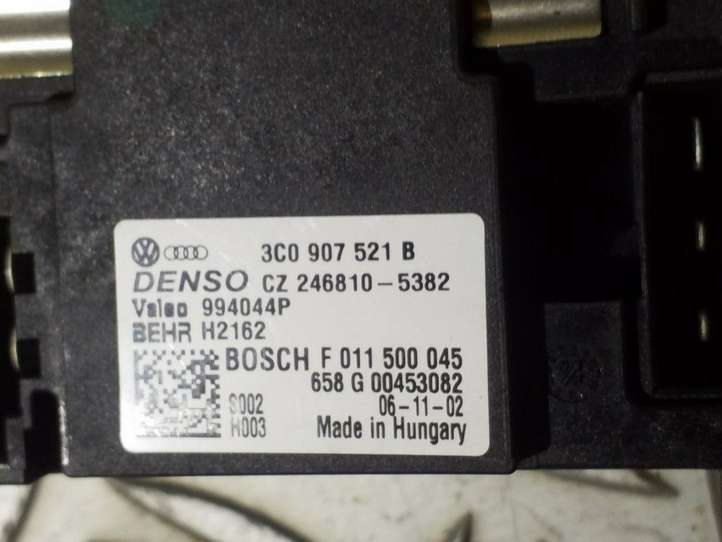 3C0 907 521 B
DENSO CZ 246810-5382
Valeo 994044P
BEHR H2162
BOSCH F 011 500 045
658 G 00453082
S002 06-11-02
H003 Made in Hungary